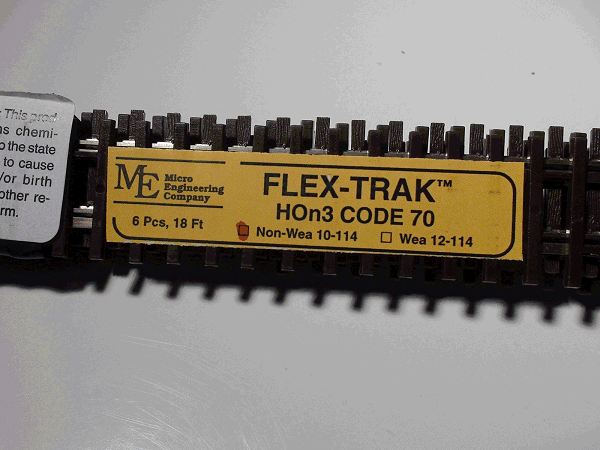 This prod
ns chemi-
o the state
to cause
/or birth
other re-
rm.
ME Micro
Engineering
Company
6 Pcs, 18 Ft
FLEX-TRAK™
HOn3 CODE 70
Non-Wea 10-114 Wea 12-114